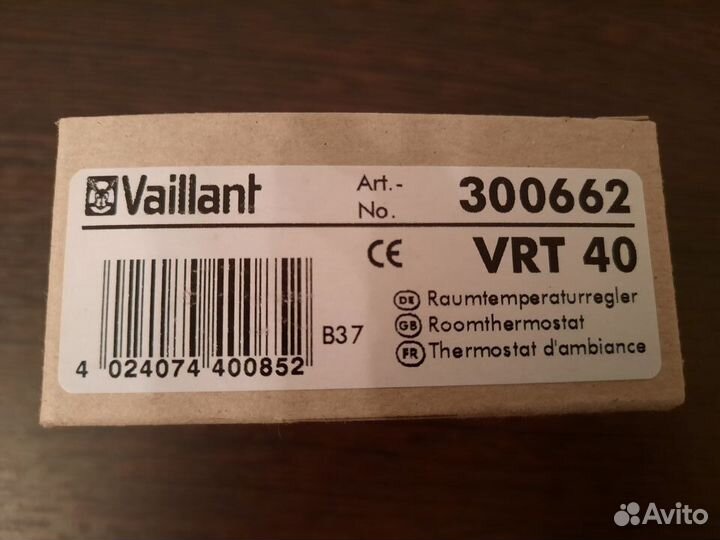 Vaillant
Art.-
No.
300662
CE
VRT 40
DE Raumtemperaturregler
GB Roomthermostat
FR Thermostat d'ambiance
B37
4 024074 400852
Avito